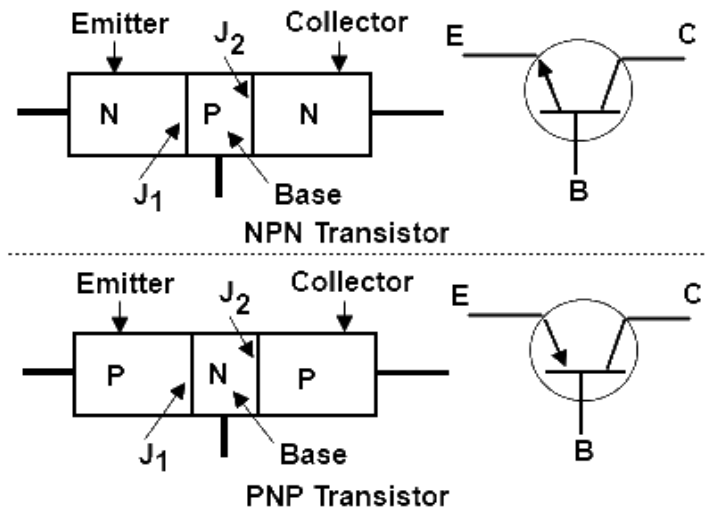 Emitter J2 Collector E C
N P N
J1 Base B
NPN Transistor
Emitter J2 Collector E C
P N P
J1 Base B
PNP Transistor